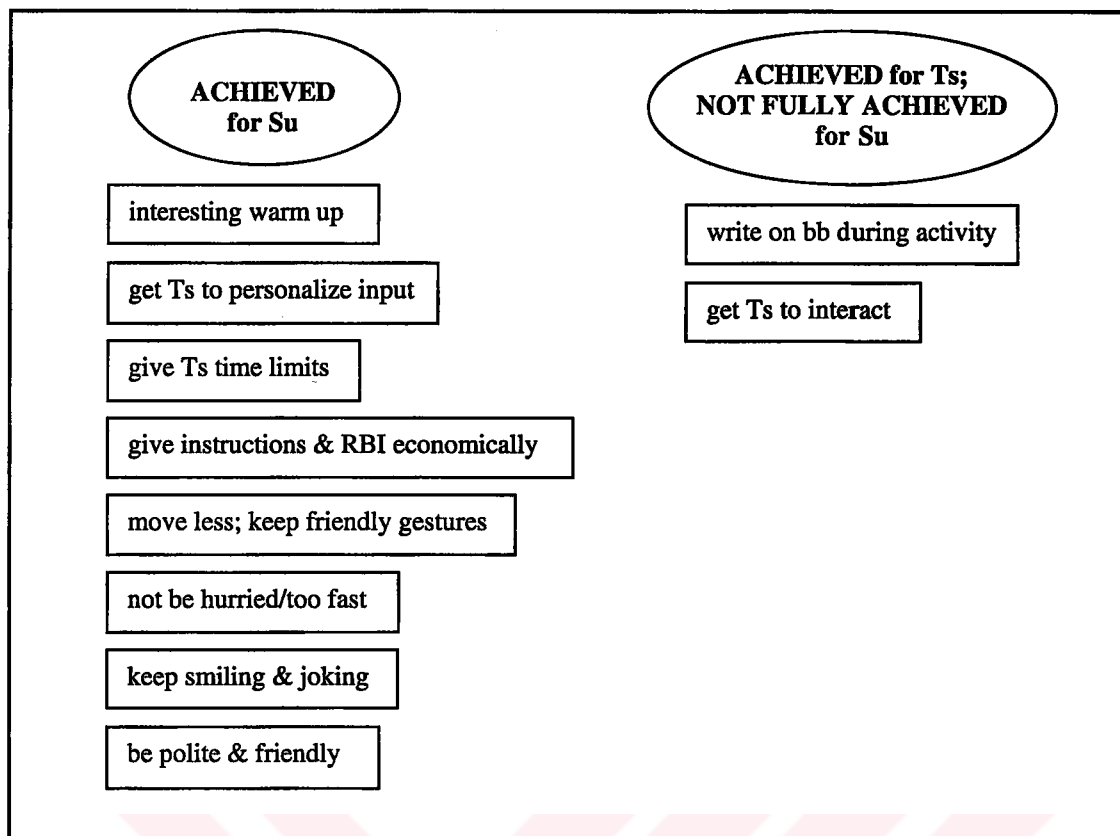 ACHIEVED
for Su
interesting warm up
get Ts to personalize input
give Ts time limits
give instructions & RBI economically
move less; keep friendly gestures
not be hurried/too fast
keep smiling & joking
be polite & friendly
ACHIEVED for Ts;
NOT FULLY ACHIEVED
for Su
write on bb during activity
get Ts to interact